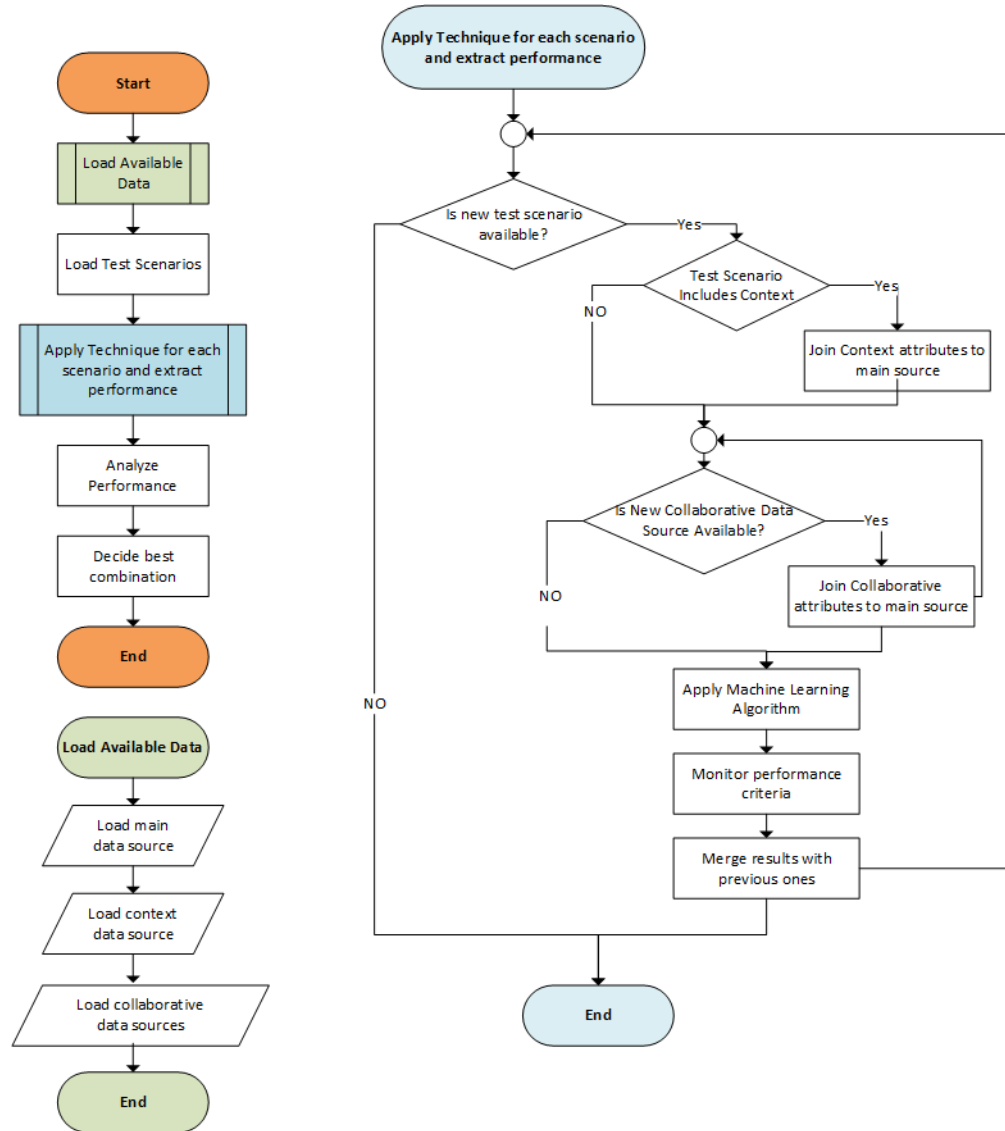 Start
Load Available
Data
Load Test Scenarios
Apply Technique for each
scenario and extract
performance
Analyze
Performance
Decide best
combination
End
Load Available Data
Load main
data source
Load context
data source
Load collaborative
data sources
End
Apply Technique for each scenario
and extract performance
Is new test scenario
available?
Yes
Test Scenario
Includes Context
Yes
NO
Join Context attributes to
main source
Is New Collaborative Data
Source Available?
Yes
NO
Join Collaborative
attributes to main source
Apply Machine Learning
Algorithm
NO
Monitor performance
criteria
Merge results with
previous ones
End